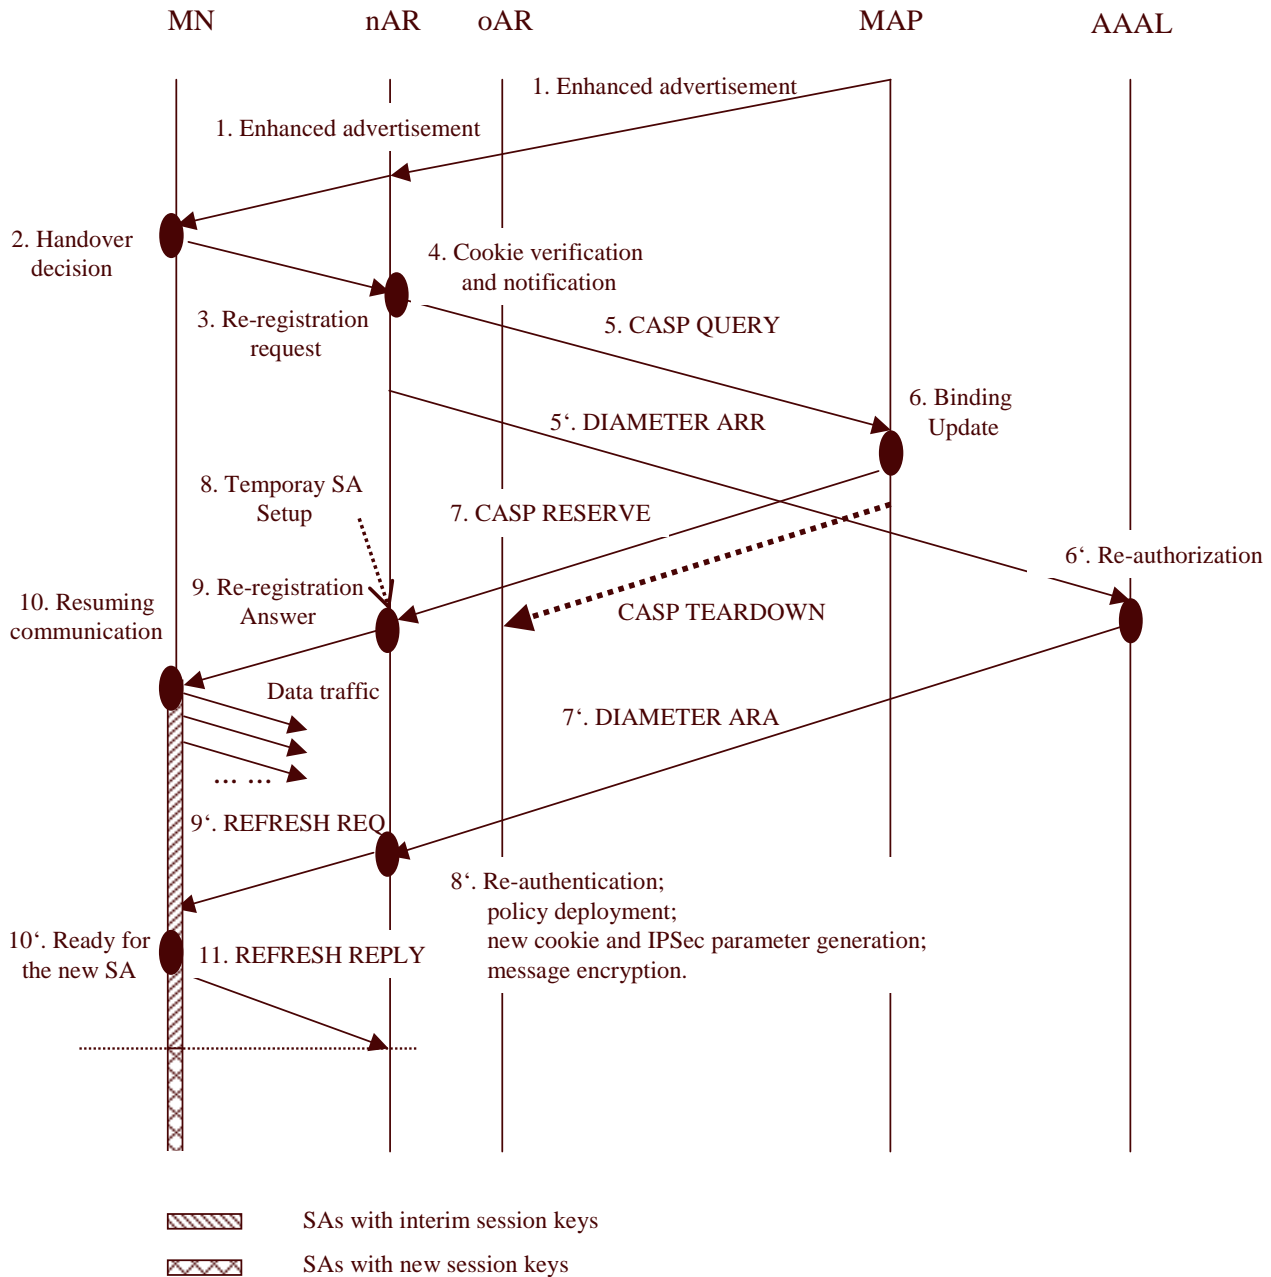 MN nAR oAR MAP AAAL
1. Enhanced advertisement
1. Enhanced advertisement
2. Handover
decision
4. Cookie verification
and notification
3. Re-registration
request
5. CASP QUERY
6. Binding
Update
5‘. DIAMETER ARR
8. Temporay SA
Setup
7. CASP RESERVE
6‘. Re-authorization
9. Re-registration
Answer
10. Resuming
communication
CASP TEARDOWN
Data traffic
7‘. DIAMETER ARA
... ...
9‘. REFRESH REQ
8‘. Re-authentication;
policy deployment;
new cookie and IPSec parameter generation;
message encryption.
10‘. Ready for
the new SA
11. REFRESH REPLY
SAs with interim session keys
SAs with new session keys